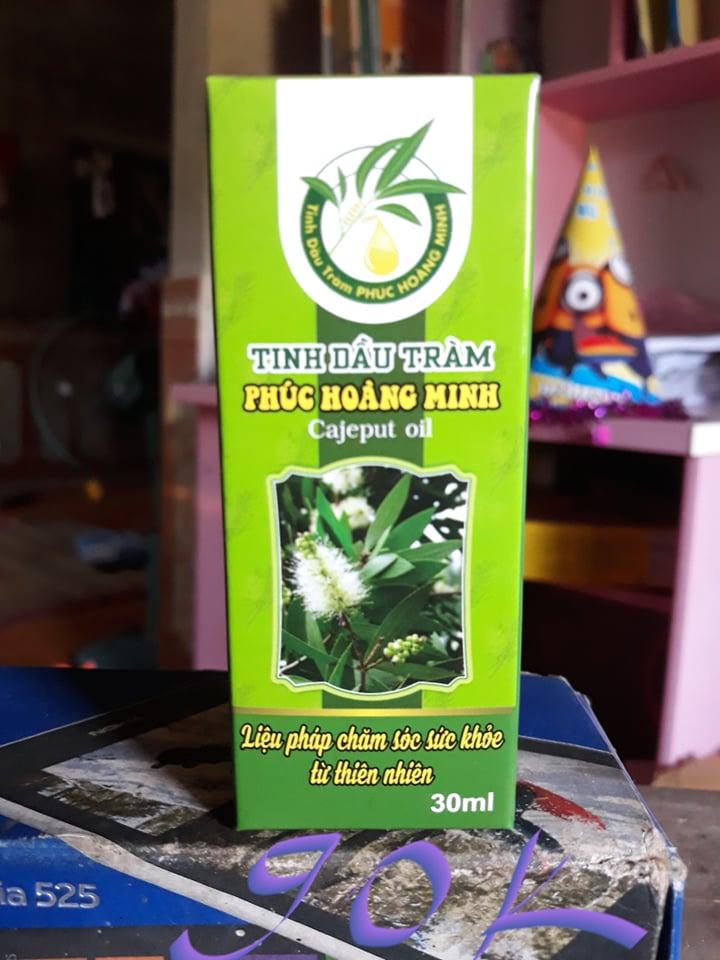 Tinh Dầu Tràm PHÚC HOÀNG MINH
TINH DẦU TRÀM
PHÚC HOÀNG MINH
Cajeput oil
Liệu pháp chăm sóc sức khỏe
từ thiên nhiên
30ml
ia 525
90K